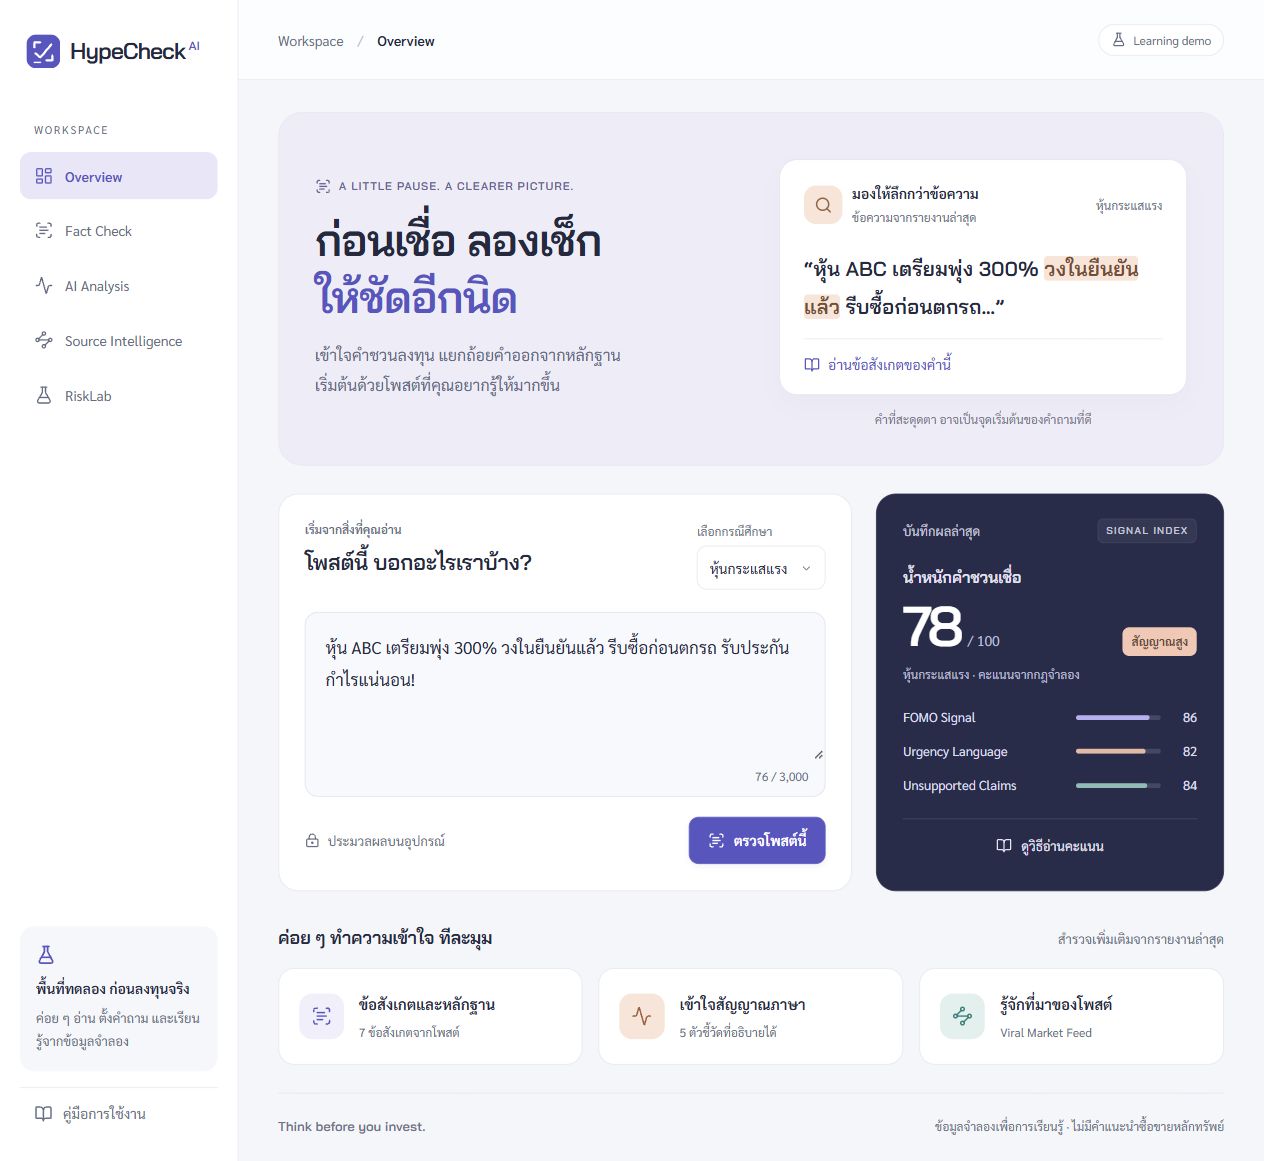 HypeCheck AI
WORKSPACE
Overview
Fact Check
AI Analysis
Source Intelligence
RiskLab
พื้นที่ทดลอง ก่อนลงทุนจริง
ค่อย ๆ อ่าน ตั้งคำถาม และเรียน
รู้จากข้อมูลจำลอง
คู่มือการใช้งาน
Workspace / Overview
Learning demo
A LITTLE PAUSE. A CLEARER PICTURE.
ก่อนเชื่อ ลองเช็ก
ให้ชัดอีกนิด
เข้าใจคำชวนลงทุน แยกถ้อยคำออกจากหลักฐาน
เริ่มต้นด้วยโพสต์ที่คุณอยากรู้ให้มากขึ้น
มองให้ลึกกว่าข้อความ
ข้อความจากรายงานล่าสุด
หุ้นกระแสแรง
“หุ้น ABC เตรียมพุ่ง 300% วงในยืนยัน
แล้ว รีบซื้อก่อนตกรถ...”
อ่านข้อสังเกตของคำนี้
คำที่สะดุดตา อาจเป็นจุดเริ่มต้นของคำถามที่ดี
เริ่มจากสิ่งที่คุณอ่าน
โพสต์นี้ บอกอะไรเราบ้าง?
เลือกกรณีศึกษา
หุ้นกระแสแรง
หุ้น ABC เตรียมพุ่ง 300% วงในยืนยันแล้ว รีบซื้อก่อนตกรถ รับประกัน
กำไรแน่นอน!
76 / 3,000
ประมวลผลบนอุปกรณ์
ตรวจโพสต์นี้
บันทึกผลล่าสุด
SIGNAL INDEX
น้ำหนักคำชวนเชื่อ
78 / 100
สัญญาณสูง
หุ้นกระแสแรง · คะแนนจากกฎจำลอง
FOMO Signal 86
Urgency Language 82
Unsupported Claims 84
ดูวิธีอ่านคะแนน
ค่อย ๆ ทำความเข้าใจ ทีละมุม
สำรวจเพิ่มเติมจากรายงานล่าสุด
ข้อสังเกตและหลักฐาน
7 ข้อสังเกตจากโพสต์
เข้าใจสัญญาณภาษา
5 ตัวชี้วัดที่อธิบายได้
รู้จักที่มาของโพสต์
Viral Market Feed
Think before you invest.
ข้อมูลจำลองเพื่อการเรียนรู้ · ไม่มีคำแนะนำซื้อขายหลักทรัพย์